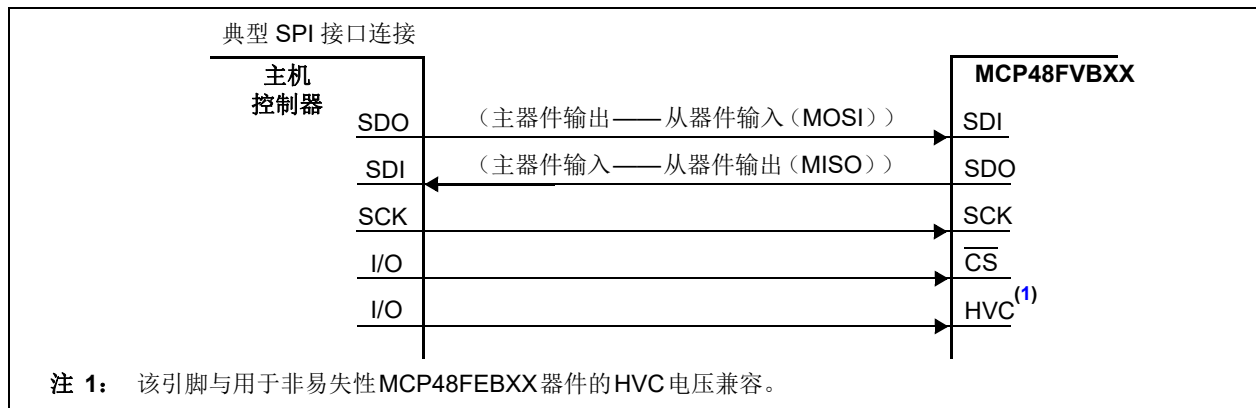 典型 SPI 接口连接
主机
控制器
MCP48FVBXX
SDO （主器件输出——从器件输入（MOSI）） SDI
SDI （主器件输入——从器件输出（MISO）） SDO
SCK SCK
I/O CS
I/O HVC(1)
注 1： 该引脚与用于非易失性MCP48FEBXX器件的HVC电压兼容。